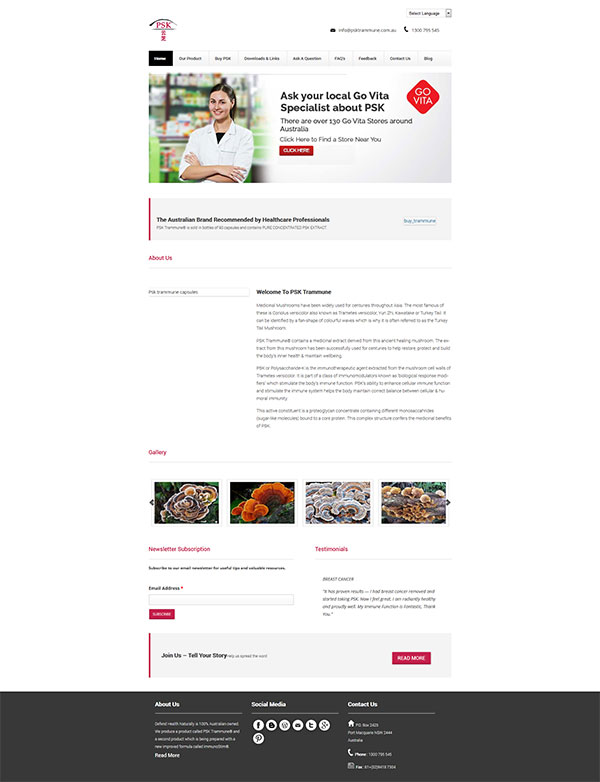 Select Language
PSK
info@psktrammune.com.au
1300 795 545
Home
Our Product
Buy PSK
Downloads & Links
Ask A Question
FAQ's
Feedback
Contact Us
Blog
Ask your local Go Vita
Specialist about PSK
There are over 130 Go Vita Stores around
Australia
Click Here to Find a Store Near You
CLICK HERE
GO
VITA
The Australian Brand Recommended by Healthcare Professionals
PSK Trammune® is sold in bottles of 90 capsules and contains PURE CONCENTRATED PSK EXTRACT.
buy_trammune
About Us
Psk trammune capsules
Welcome To PSK Trammune
Medicinal Mushrooms have been widely used for centuries throughout Asia. The most famous of
these is Coriolus versicolor also known as Trametes versicolor, Yun Zhi, Kawatake or Turkey Tail. It
can be identified by a fan-shape of colourful waves which is why it is often referred to as the Turkey
Tail Mushroom.
PSK Trammune® contains a medicinal extract derived from this ancient healing mushroom. The ex-
tract from this mushroom has been successfully used for centuries to help restore, protect and build
the body's inner health & maintain wellbeing.
PSK or Polysaccharide-K is the immunotherapeutic agent extracted from the mushroom cell walls of
Trametes versicolor. It is part of a class of immunomodulators known as 'biological response modi-
fiers' which stimulate the body's immune function. PSK's ability to enhance cellular immune function
and stimulate the immune system helps the body maintain correct balance between cellular & hu-
moral immunity.
This active constituent is a proteoglycan concentrate containing different monosaccharides
(sugar-like molecules) bound to a core protein. This complex structure confers the medicinal benefits
of PSK.
Gallery
Newsletter Subscription
Subscribe to our email newsletter for useful tips and valuable resources.
Email Address *
SUBSCRIBE
Testimonials
BREAST CANCER
"It has proven results — I had breast cancer removed and
started taking PSK. Now I feel great. I am radiantly healthy
and proudly well. My Immune Function is Fantastic, Thank
You."
Join Us – Tell Your Story
help us spread the word
READ MORE
About Us
Defend Health Naturally is 100% Australian owned.
We produce a product called PSK Trammune® and
a second product which is being prepared with a
new improved formula called ImmunoStim®
Read More
Social Media
Contact Us
PO. Box 2429
Port Macquarie NSW 2444
Australia
Phone: 1300 795 545